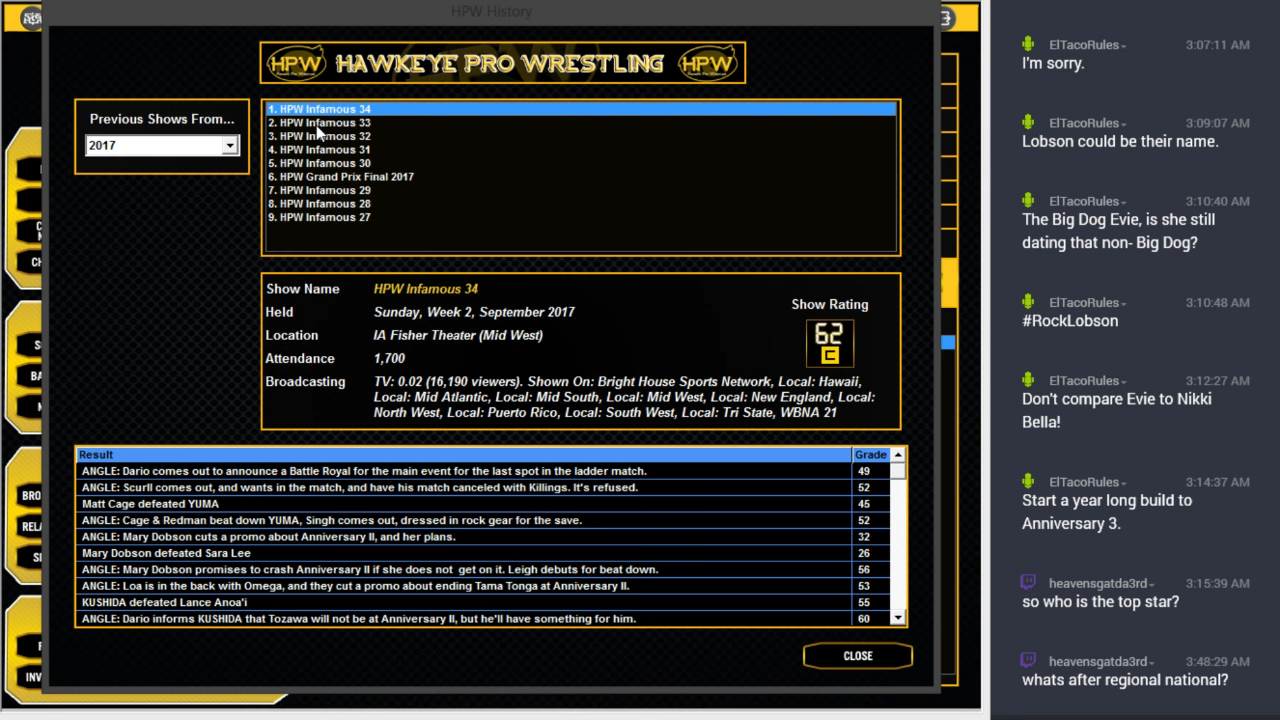 HPW History
HPW HAWKEYE PRO WRESTLING HPW
Previous Shows From...
2017
1. HPW Infamous 34
2. HPW Infamous 33
3. HPW Infamous 32
4. HPW Infamous 31
5. HPW Infamous 30
6. HPW Grand Prix Final 2017
7. HPW Infamous 29
8. HPW Infamous 28
9. HPW Infamous 27
Show Name HPW Infamous 34
Held Sunday, Week 2, September 2017
Location IA Fisher Theater (Mid West)
Attendance 1,700
Broadcasting TV: 0.02 (16,190 viewers). Shown On: Bright House Sports Network, Local: Hawaii,
Local: Mid Atlantic, Local: Mid South, Local: Mid West, Local: New England, Local:
North West, Local: Puerto Rico, Local: South West, Local: Tri State, WBNA 21
Show Rating
62
C
Result Grade
ANGLE: Dario comes out to announce a Battle Royal for the main event for the last spot in the ladder match. 49
ANGLE: Scurll comes out, and wants in the match, and have his match canceled with Killings. It's refused. 52
Matt Cage defeated YUMA 45
ANGLE: Cage & Redman beat down YUMA, Singh comes out, dressed in rock gear for the save. 52
ANGLE: Mary Dobson cuts a promo about Anniversary II, and her plans. 32
Mary Dobson defeated Sara Lee 26
ANGLE: Mary Dobson promises to crash Anniversary II if she does not get on it. Leigh debuts for beat down. 56
ANGLE: Loa is in the back with Omega, and they cut a promo about ending Tama Tonga at Anniversary II. 53
KUSHIDA defeated Lance Anoa'i 55
ANGLE: Dario informs KUSHIDA that Tozawa will not be at Anniversary II, but he'll have something for him. 60
CLOSE
CH
BA
BRO
RELA
INV
ElTacoRules 3:07:11 AM
I'm sorry.
ElTacoRules 3:09:07 AM
Lobson could be their name.
ElTacoRules 3:10:40 AM
The Big Dog Evie, is she still
dating that non- Big Dog?
ElTacoRules 3:10:48 AM
#RockLobson
ElTacoRules 3:12:27 AM
Don't compare Evie to Nikki
Bella!
ElTacoRules 3:14:37 AM
Start a year long build to
Anniversary 3.
heavensgatda3rd 3:15:39 AM
so who is the top star?
heavensgatda3rd 3:48:29 AM
whats after regional national?